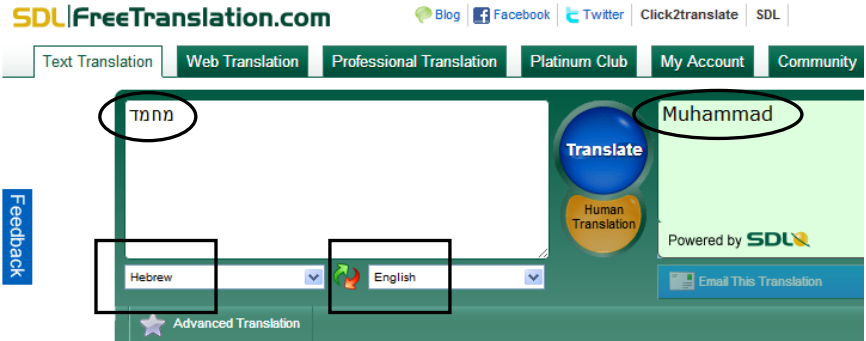 SDL|FreeTranslation.com
Blog Facebook Twitter Click2translate SDL
Text Translation Web Translation Professional Translation Platinum Club My Account Community
מחמד
Muhammad
Translate
Human
Translation
Feedback
Powered by SDL
Hebrew English
Email This Translation
Advanced Translation